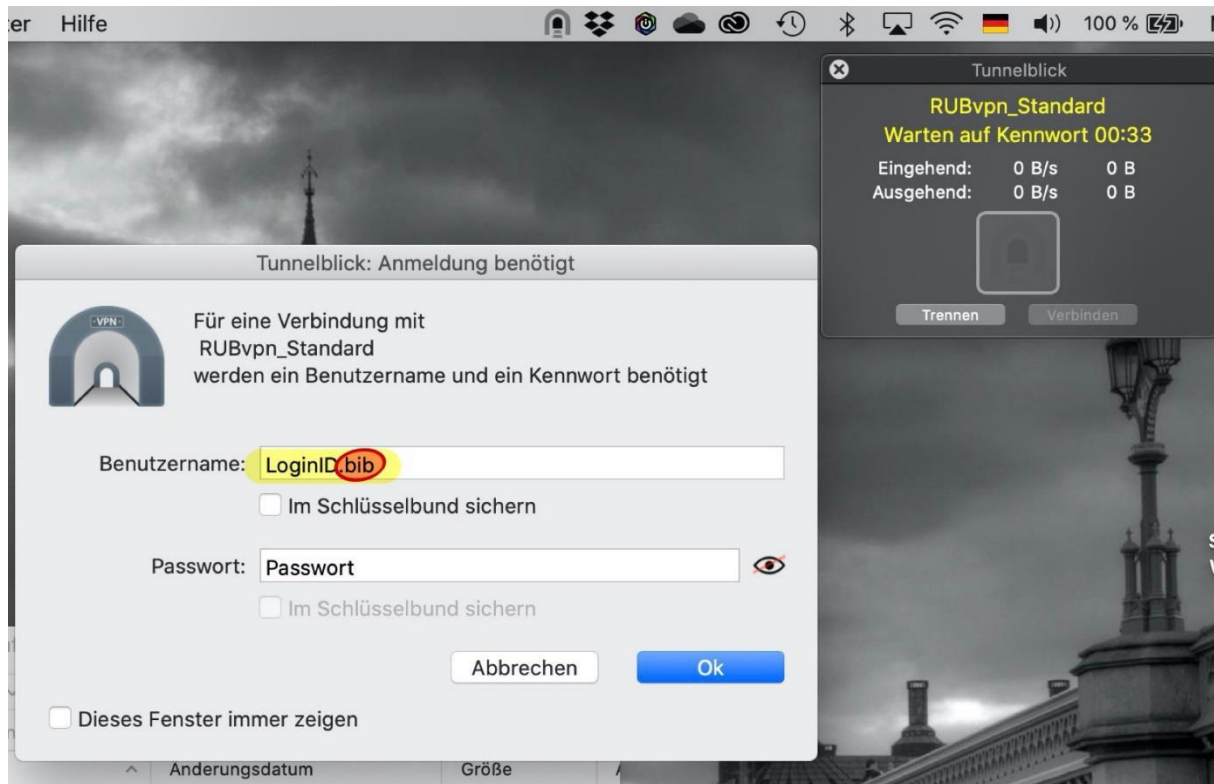 Hilfe
100 %
Tunnelblick
RUBvpn_Standard
Warten auf Kennwort 00:33
Eingehend: 0 B/s 0 B
Ausgehend: 0 B/s 0 B
Trennen Verbinden
Tunnelblick: Anmeldung benötigt
VPN
Für eine Verbindung mit
RUBvpn_Standard
werden ein Benutzername und ein Kennwort benötigt
Benutzername: LoginID.bib
Im Schlüsselbund sichern
Passwort: Passwort
Im Schlüsselbund sichern
Abbrechen Ok
Dieses Fenster immer zeigen
Änderungsdatum Größe